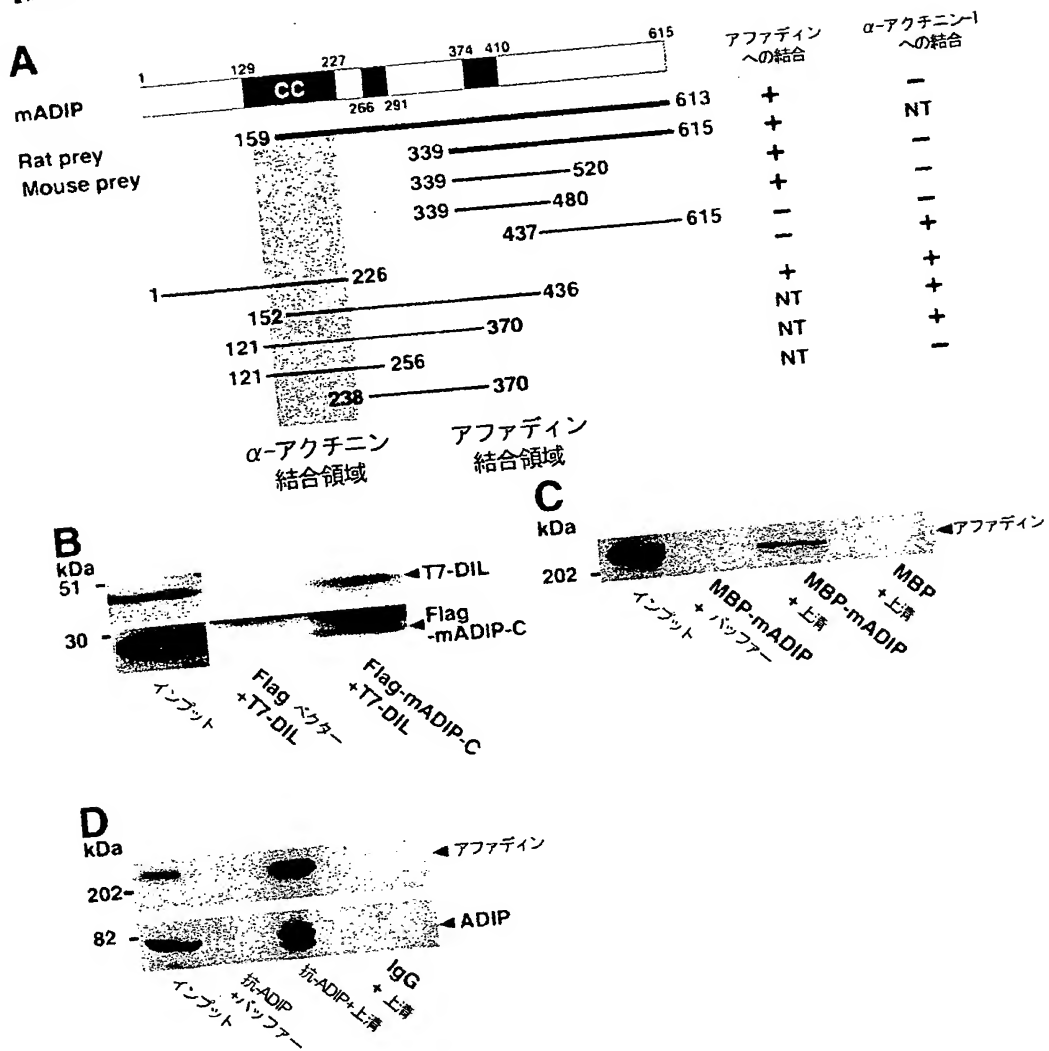 A
アファディン
への結合
α-アクチニン-1
への結合
1 129 227 374 410 615
mADIP CC
266 291
159 613 + −
Rat prey 339 615 + NT
Mouse prey 339 520 + −
339 480 + −
437 615 − −
1 226 − +
152 436 + +
121 370 NT +
121 256 NT +
238 370 NT −
α-アクチニン
結合領域
アファディン
結合領域
B
kDa
51
T7-DIL
30
Flag
-mADIP-C
インプット
Flag ベクター
+T7-DIL
Flag-mADIP-C
+T7-DIL
C
kDa
アファディン
202
インプット
MBP-mADIP
+ バッファー
MBP-mADIP
+ 上清
MBP
+ 上清
D
kDa
アファディン
202
82
ADIP
インプット
抗-ADIP
+バッファー
抗-ADIP+上清
IgG
+ 上清